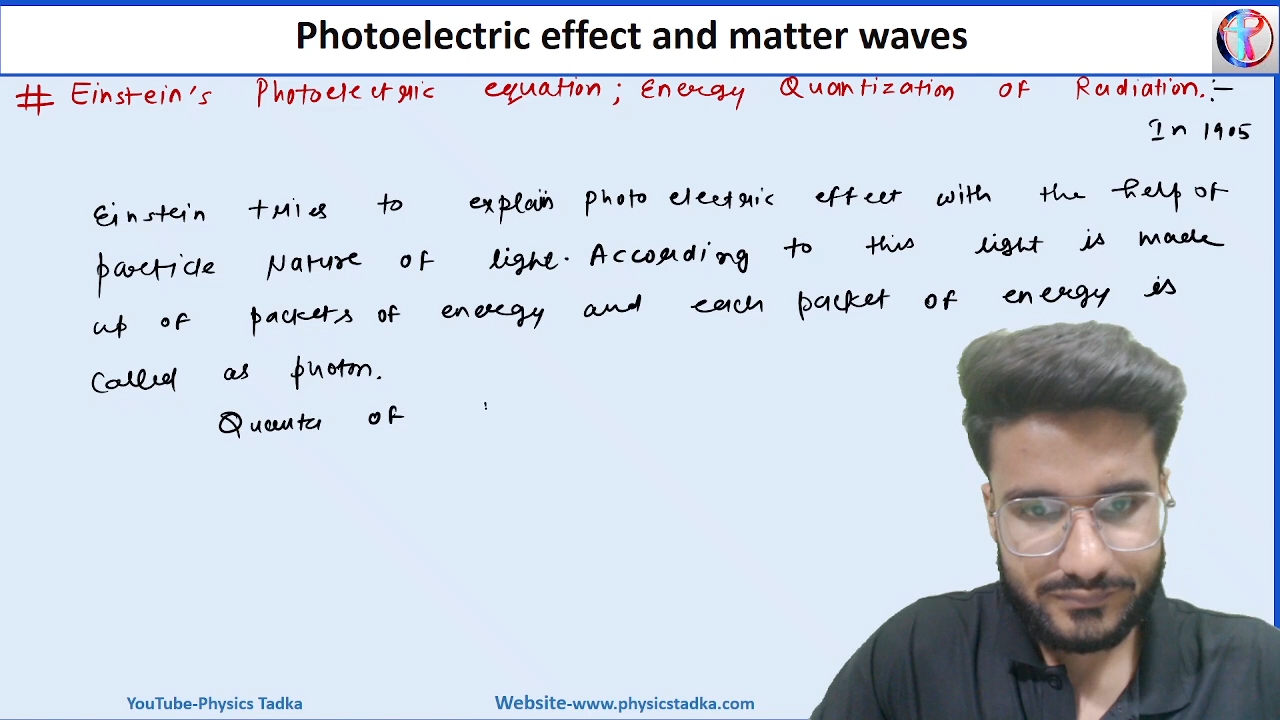 Photoelectric effect and matter waves
# Einstein's Photoelectric equation; Energy Quantization of Radiation.:-
In 1905
Einstein tries to explain photo electric effect with the help of
particle Nature of light. According to this light is made
up of packets of energy and each packet of energy is
called as photon.
Quanta of
YouTube-Physics Tadka
Website-www.physicstadka.com